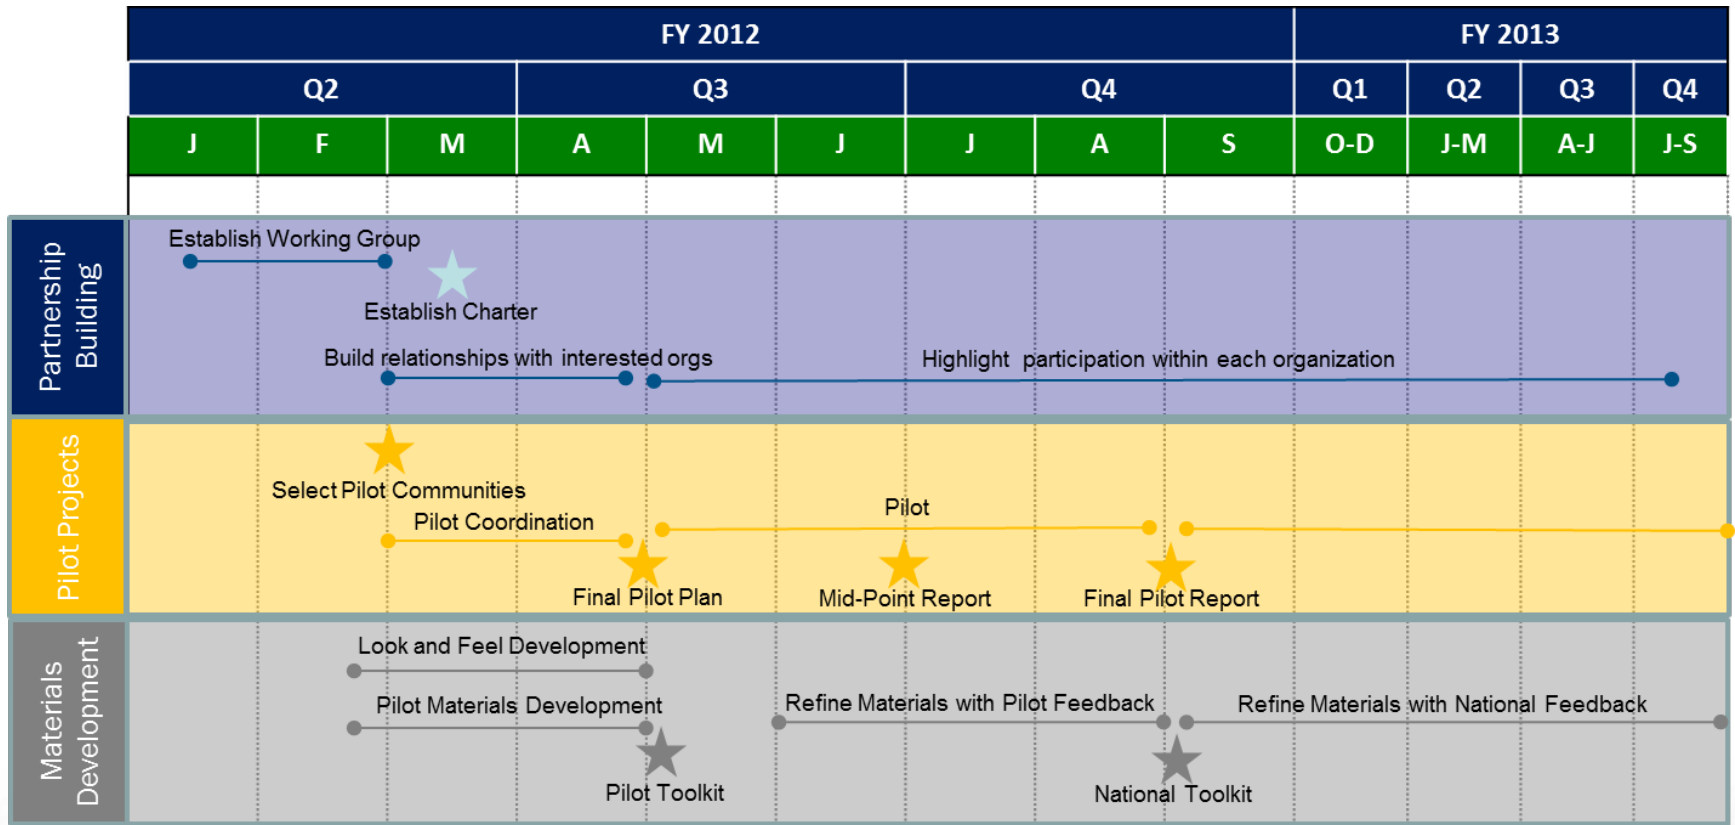 FY 2012 FY 2013
Q2 Q3 Q4 Q1 Q2 Q3 Q4
J F M A M J J A S O-D J-M A-J J-S
Partnership
Building
Establish Working Group
Establish Charter
Build relationships with interested orgs
Highlight participation within each organization
Pilot Projects
Select Pilot Communities
Pilot Coordination
Pilot
Final Pilot Plan
Mid-Point Report
Final Pilot Report
Materials
Development
Look and Feel Development
Pilot Materials Development
Refine Materials with Pilot Feedback
Refine Materials with National Feedback
Pilot Toolkit
National Toolkit